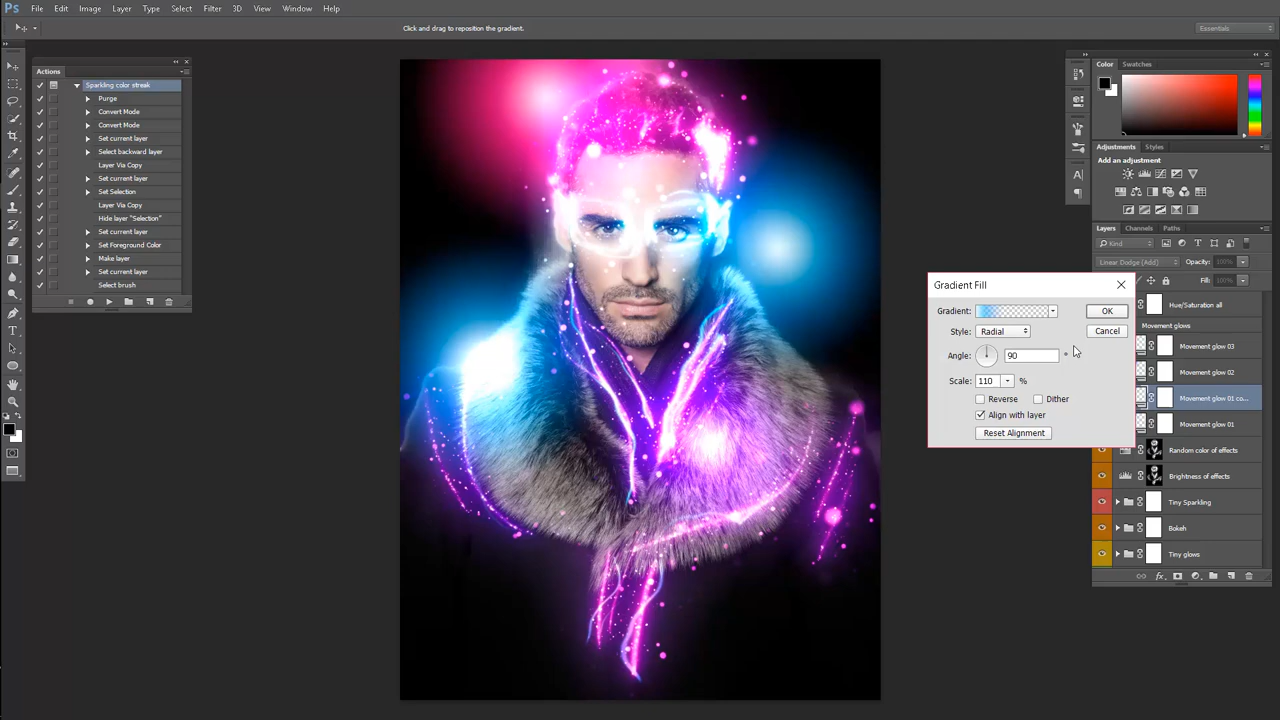 Ps File Edit Image Layer Type Select Filter 3D View Window Help
Click and drag to reposition the gradient.
Essentials
Actions
Sparkling color streak
Purge
Convert Mode
Convert Mode
Set current layer
Select backward layer
Layer Via Copy
Set current layer
Set Selection
Layer Via Copy
Hide layer "Selection"
Set current layer
Set Foreground Color
Make layer
Set current layer
Select brush
Gradient Fill
Gradient:
OK
Style: Radial
Cancel
Angle: 90 °
Scale: 110 %
Reverse Dither
Align with layer
Reset Alignment
Color Swatches
Adjustments Styles
Add an adjustment
Layers Channels Paths
Kind
Linear Dodge (Add) Opacity: 100%
Fill: 100%
Hue/Saturation all
Movement glows
Movement glow 03
Movement glow 02
Movement glow 01 co...
Movement glow 01
Random color of effects
Brightness of effects
Tiny Sparkling
Bokeh
Tiny glows
fx